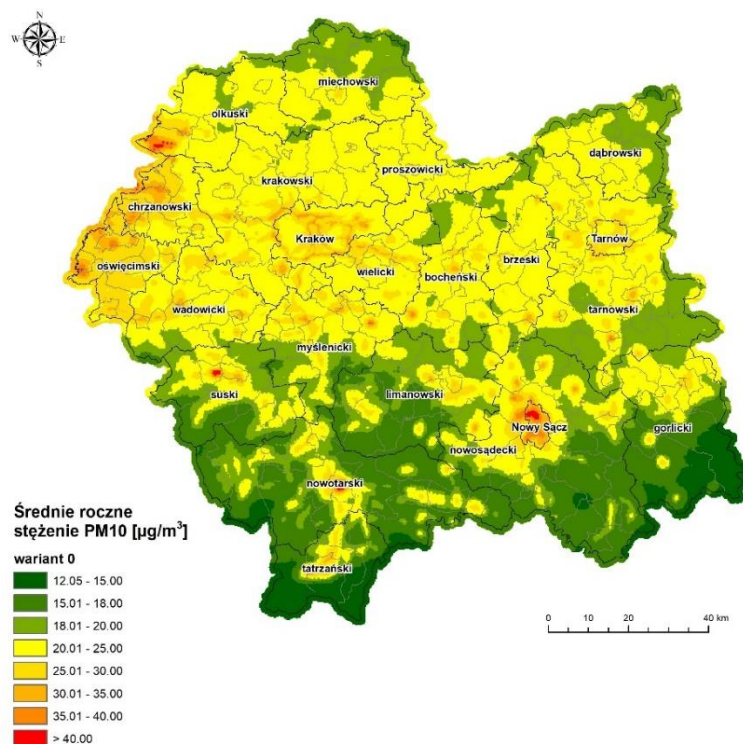 N
W E
S
miechowski
olkuski
dąbrowski
proszowicki
krakowski
chrzanowski
Kraków
Tarnów
oświęcimski
wielicki
brzeski
bocheński
wadowicki
tarnowski
myślenicki
suski
limanowski
Nowy Sącz
gorlicki
nowosądecki
nowotarski
tatrzański
Średnie roczne
stężenie PM10 [µg/m³]
wariant 0
12.05 - 15.00
15.01 - 18.00
18.01 - 20.00
20.01 - 25.00
25.01 - 30.00
30.01 - 35.00
35.01 - 40.00
> 40.00
0 10 20 40 km